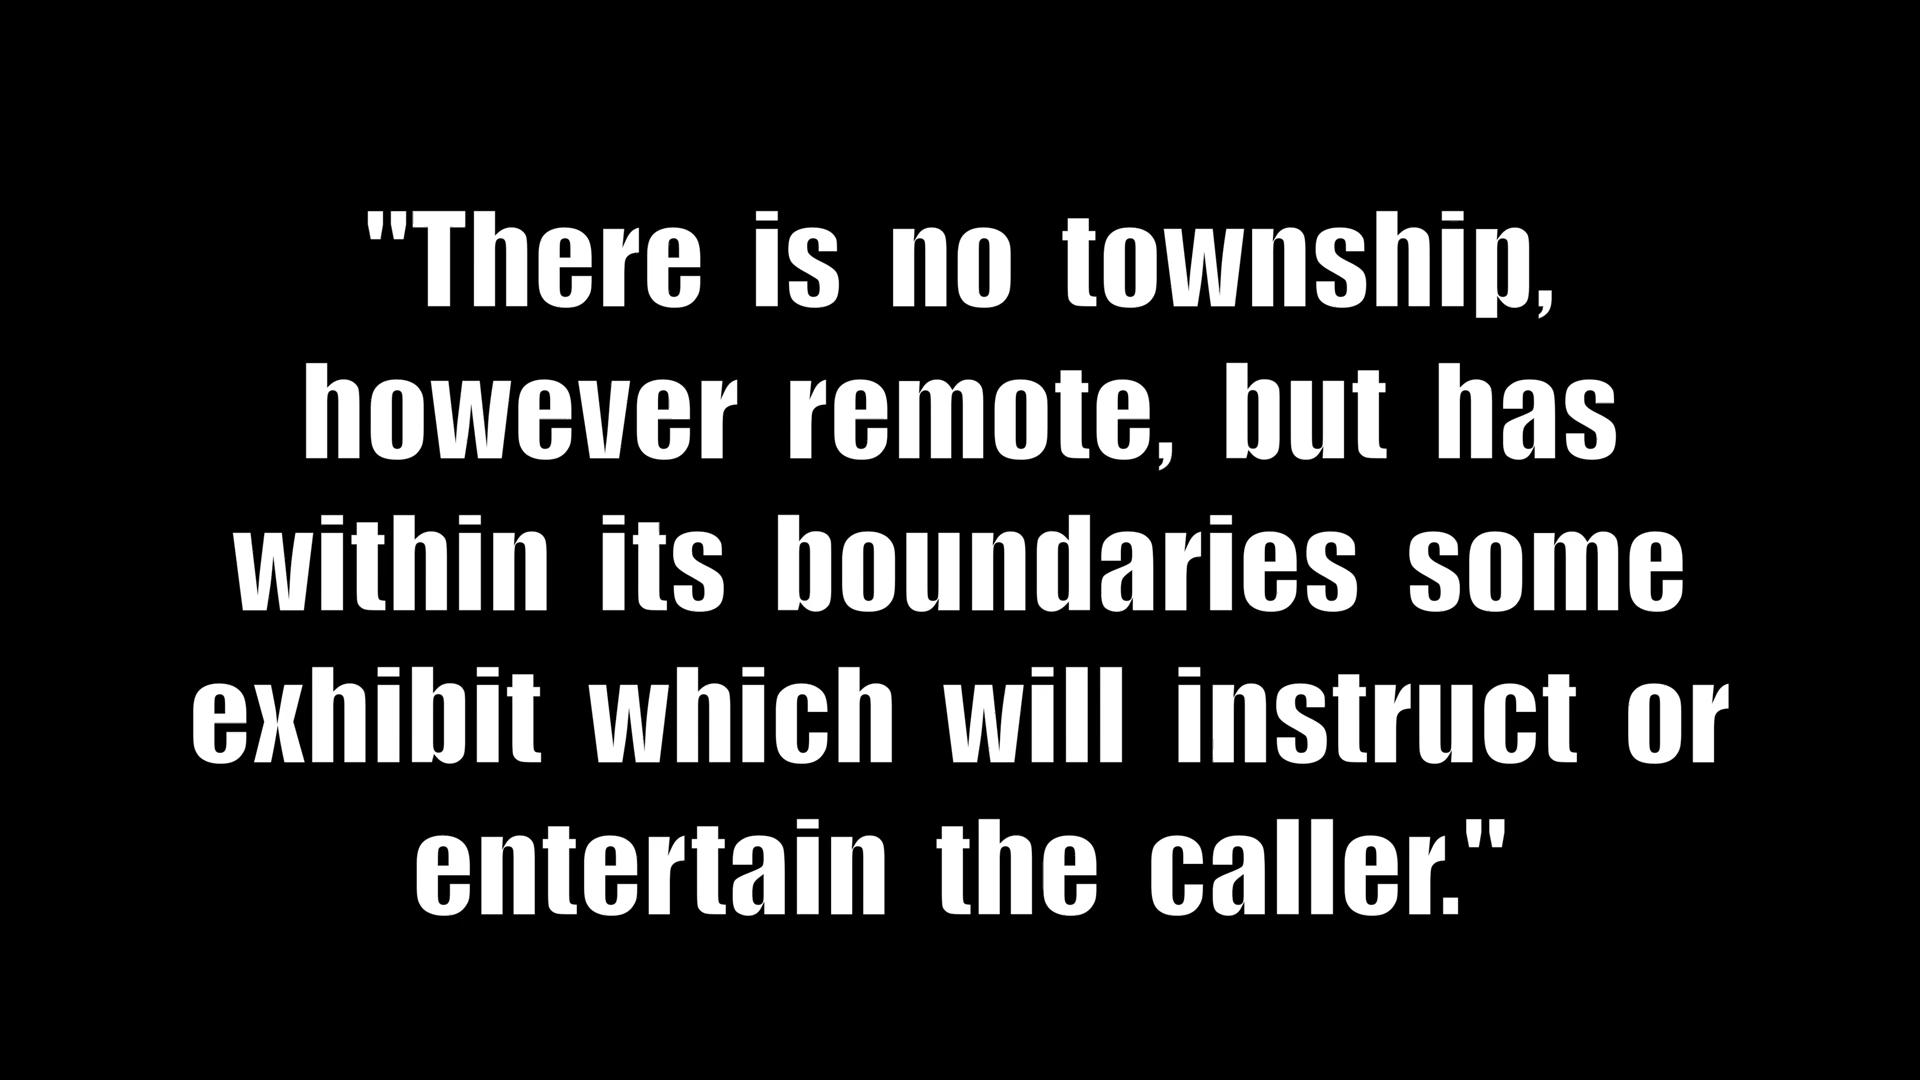 "There is no township,
however remote, but has
within its boundaries some
exhibit which will instruct or
entertain the caller."